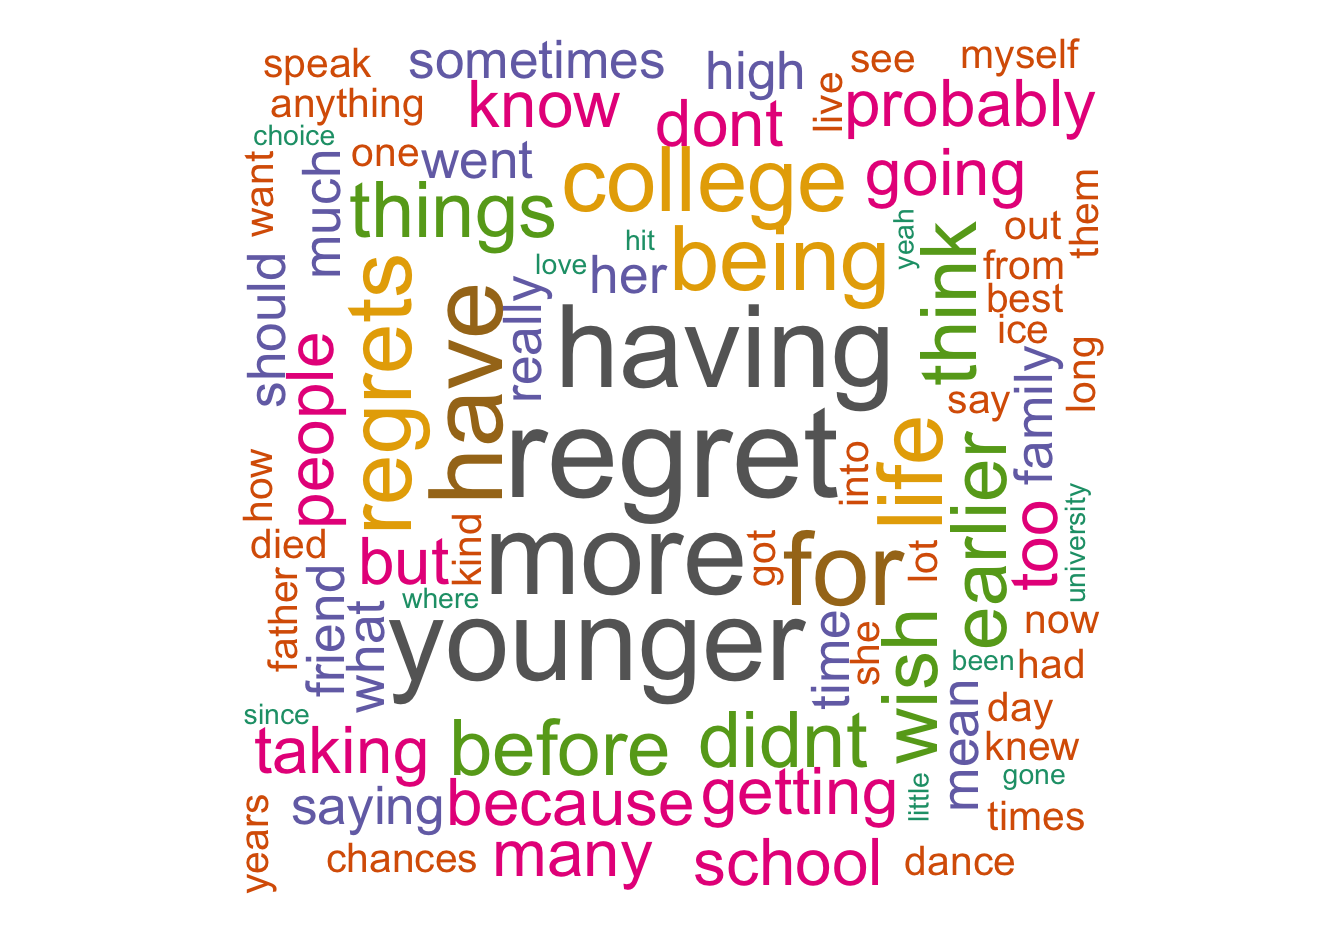 speak
sometimes
high
see
myself
anything
know
dont
live
probably
choice
one
went
college
going
want
much
things
hit
being
yeah
think
out
them
should
regrets
have
love
her
really
from
best
ice
people
having
family
long
say
how
regret
into
life
earlier
too
university
died
but
kind
more
got
for
lot
father
friend
what
where
younger
time
she
wish
now
been
had
since
taking
before
didnt
mean
day
knew
gone
years
saying
because
getting
little
times
chances
many
school
dance